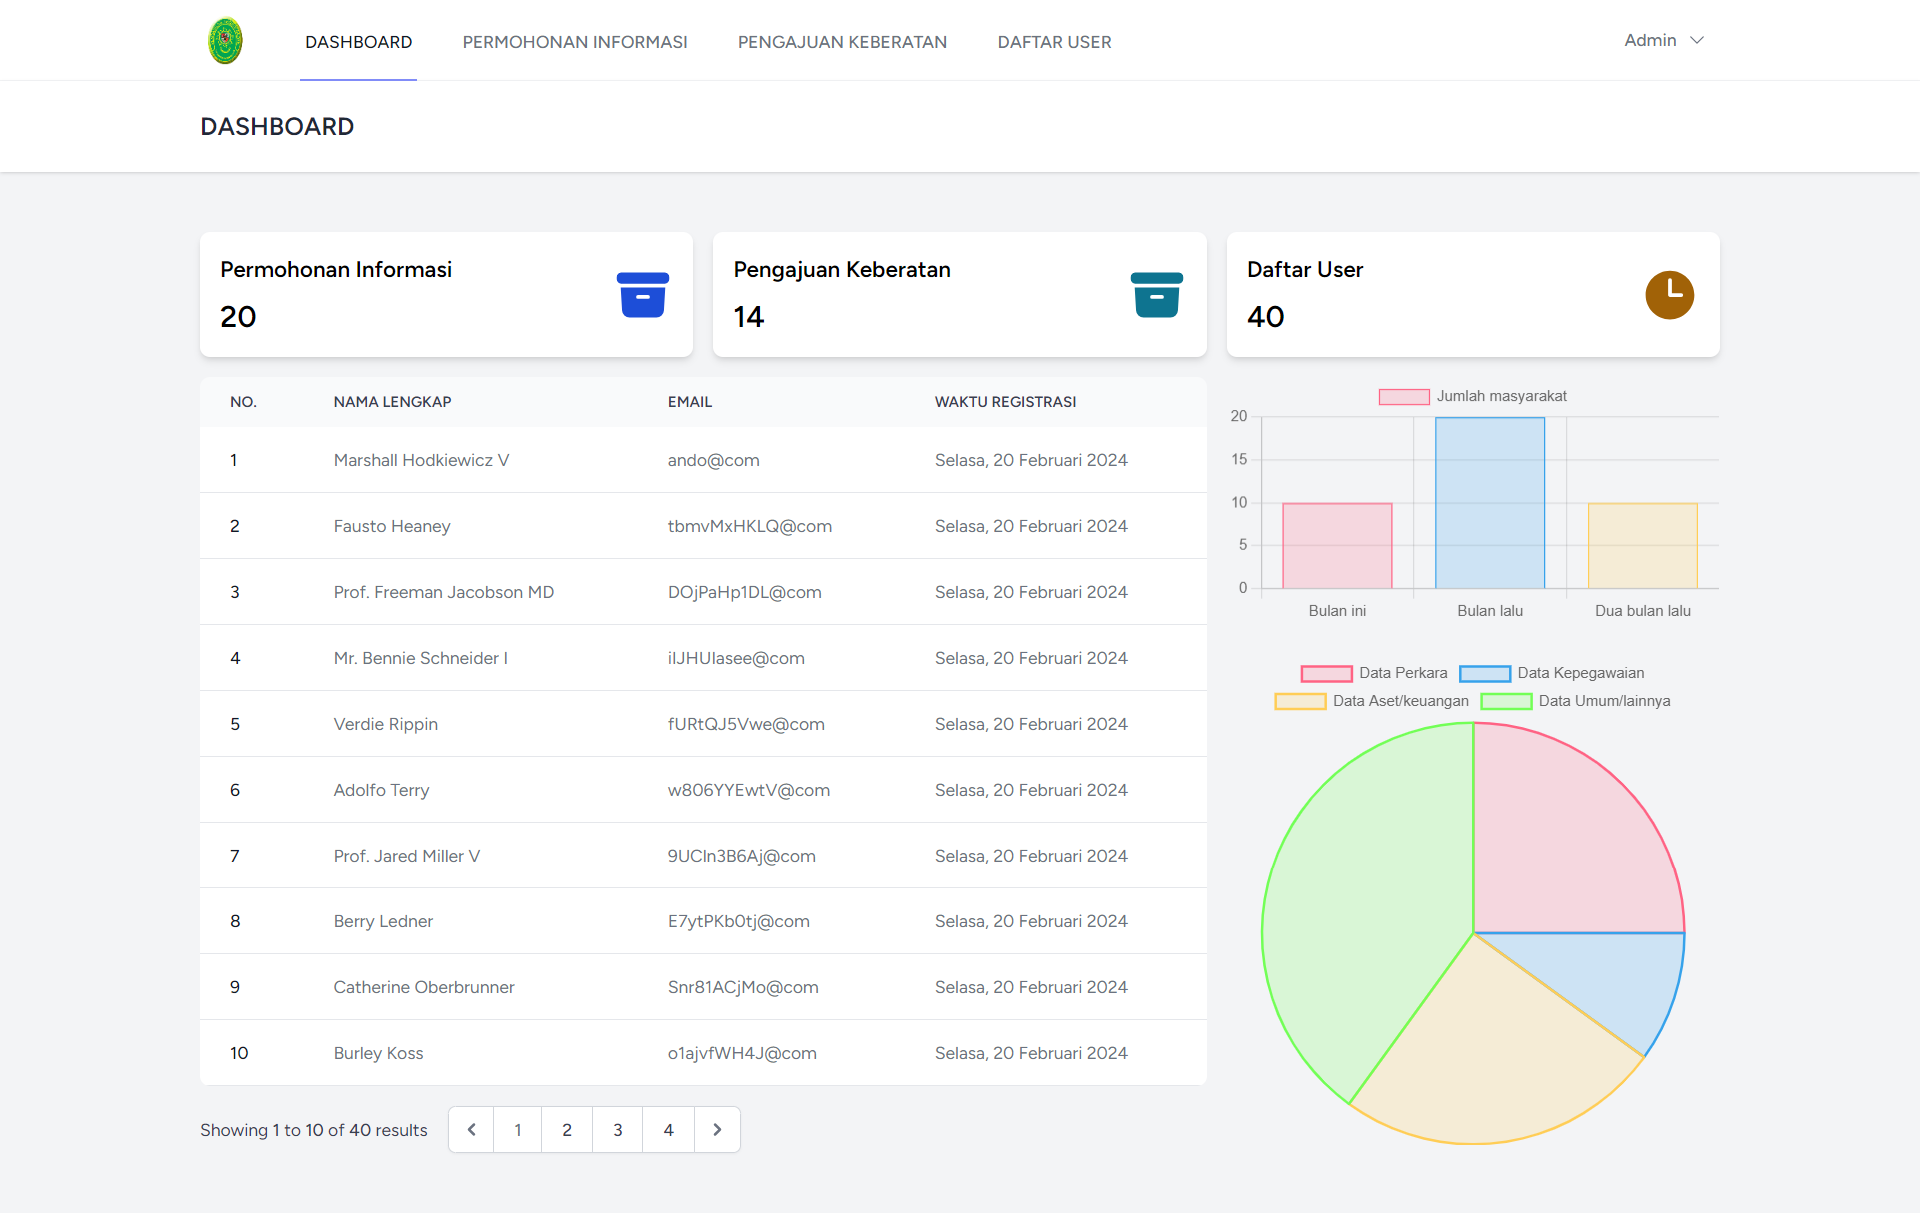 DASHBOARD PERMOHONAN INFORMASI PENGAJUAN KEBERATAN DAFTAR USER Admin
DASHBOARD
Permohonan Informasi
20
Pengajuan Keberatan
14
Daftar User
40
NO. NAMA LENGKAP EMAIL WAKTU REGISTRASI
1 Marshall Hodkiewicz V ando@com Selasa, 20 Februari 2024
2 Fausto Heaney tbmvMxHKLQ@com Selasa, 20 Februari 2024
3 Prof. Freeman Jacobson MD DOjPaHp1DL@com Selasa, 20 Februari 2024
4 Mr. Bennie Schneider I Selasa, 20 Februari 2024
5 Verdie Rippin fURtQJ5Vwe@com Selasa, 20 Februari 2024
6 Adolfo Terry w806YYEwtV@com Selasa, 20 Februari 2024
7 Prof. Jared Miller V Selasa, 20 Februari 2024
8 Berry Ledner E7ytPKb0tj@com Selasa, 20 Februari 2024
9 Catherine Oberbrunner Snr81ACjMo@com Selasa, 20 Februari 2024
10 Burley Koss o1ajvfWH4J@com Selasa, 20 Februari 2024
Showing 1 to 10 of 40 results 1 2 3 4
Jumlah masyarakat
20
15
10
5
0
Bulan ini Bulan lalu Dua bulan lalu
Data Perkara Data Kepegawaian
Data Aset/keuangan Data Umum/lainnya